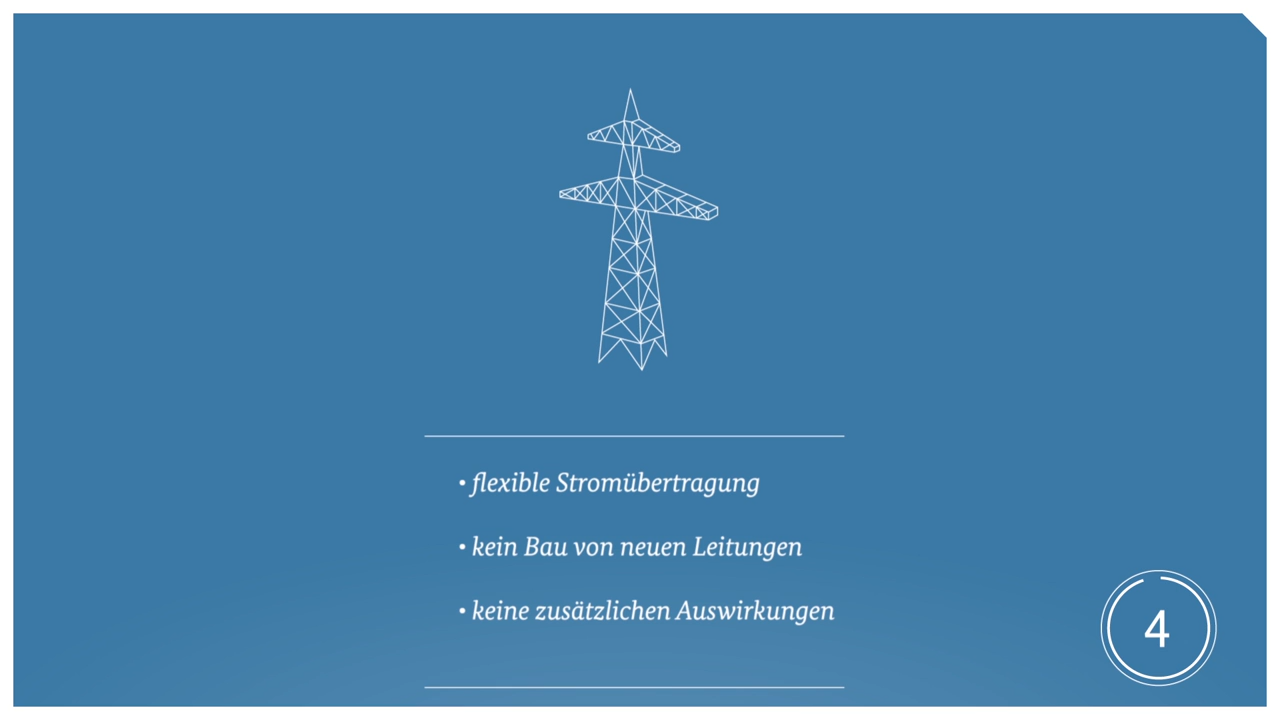 • flexible Stromübertragung
• kein Bau von neuen Leitungen
• keine zusätzlichen Auswirkungen
4